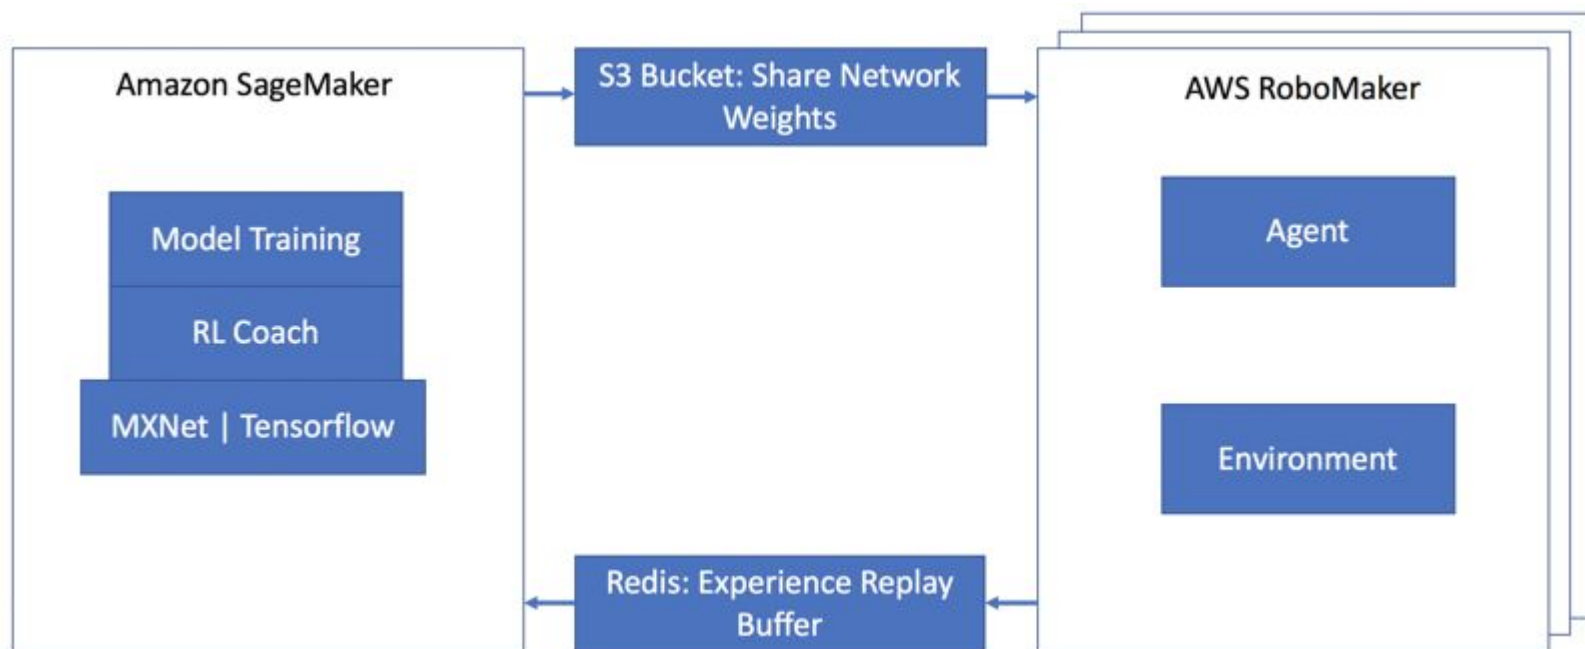 Amazon SageMaker
Model Training
RL Coach
MXNet | Tensorflow
S3 Bucket: Share Network
Weights
Redis: Experience Replay
Buffer
AWS RoboMaker
Agent
Environment